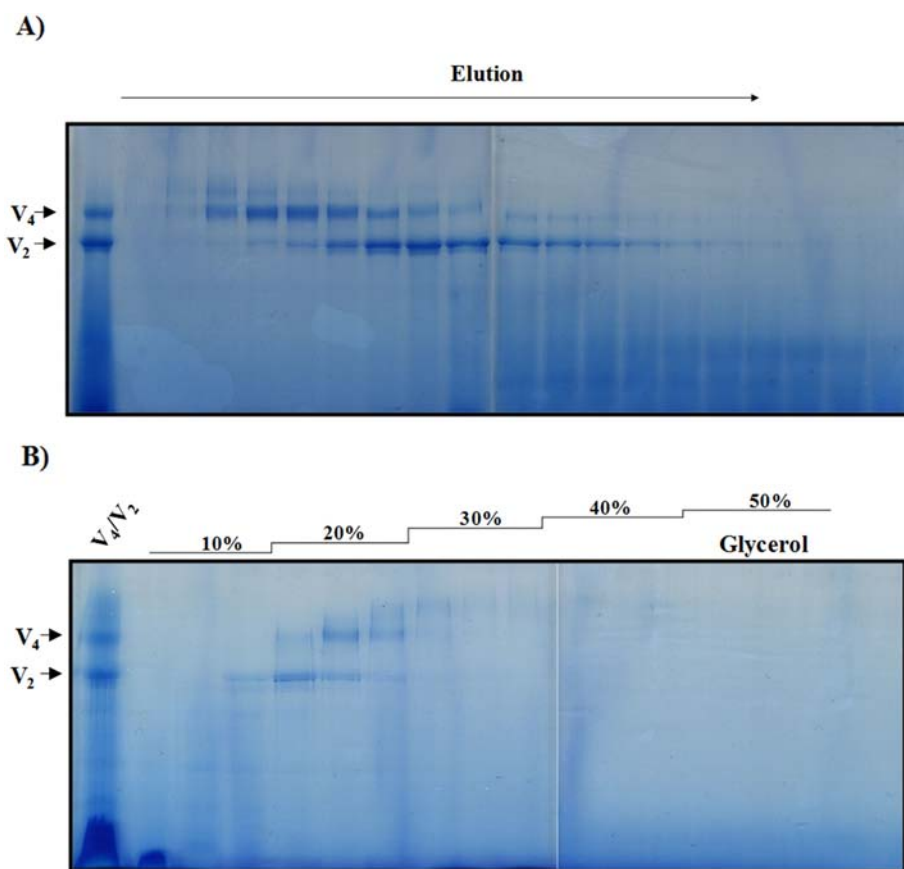 A)
Elution
V₄
V₂
B)
V₄/V₂
10%
20%
30%
40%
50%
Glycerol
V₄
V₂